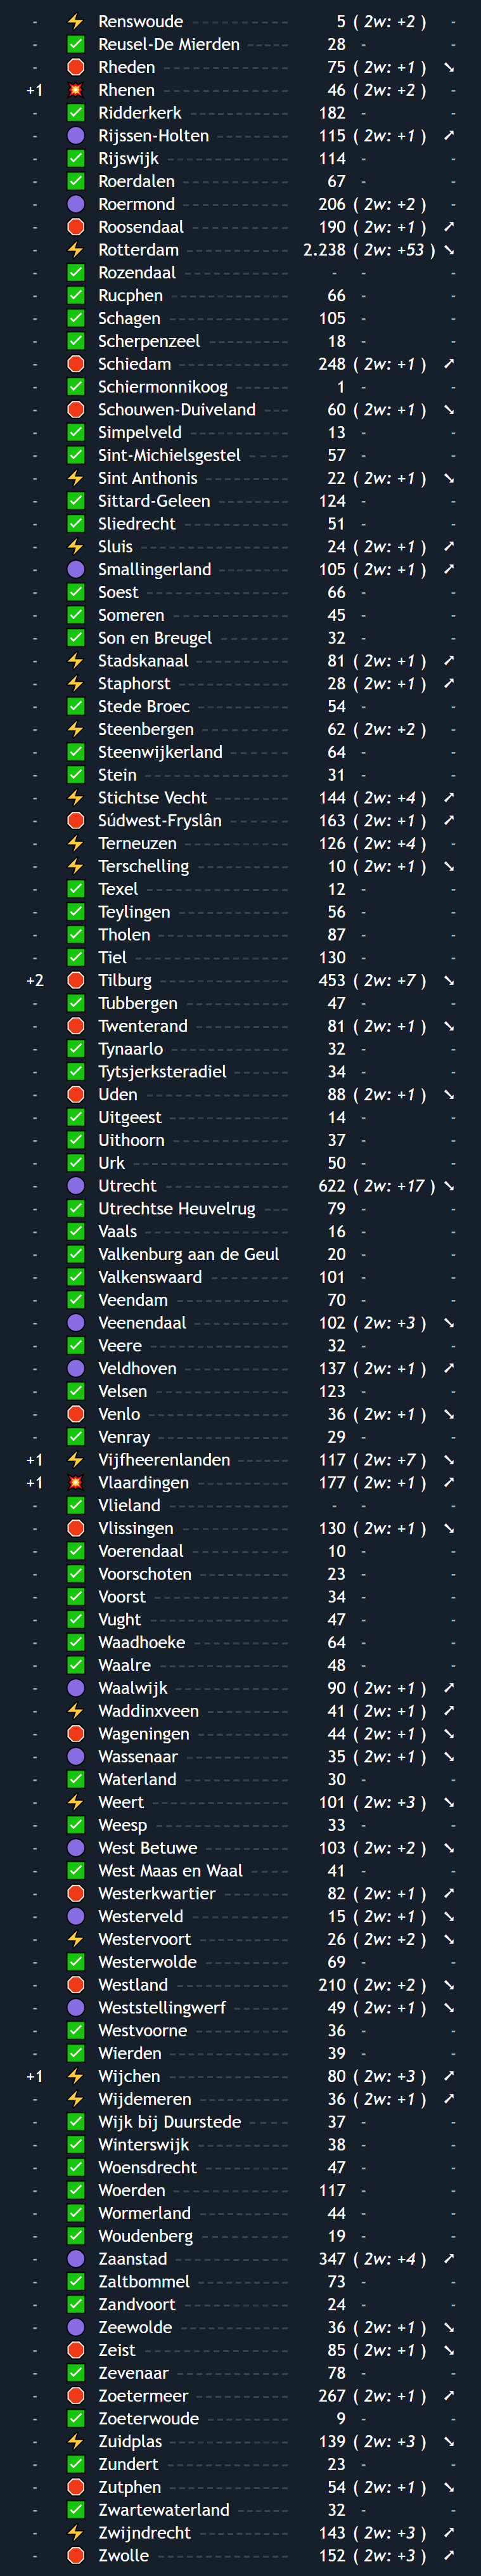 - ⚡ Renswoude ------------ 5 ( 2w: +2 ) -
- ✅ Reusel-De Mierden ----- 28 - -
- 🛑 Rheden --------------- 75 ( 2w: +1 ) ➘
+1 💥 Rhenen --------------- 46 ( 2w: +2 ) -
- ✅ Ridderkerk ------------ 182 - -
- 🟣 Rijssen-Holten -------- 115 ( 2w: +1 ) ➚
- ✅ Rijswijk -------------- 114 - -
- ✅ Roerdalen ------------ 67 - -
- 🟣 Roermond ------------ 206 ( 2w: +2 ) -
- 🛑 Roosendaal ----------- 190 ( 2w: +1 ) ➚
- ⚡ Rotterdam ------------ 2.238 ( 2w: +53 ) ➘
- ✅ Rozendaal ------------ - - -
- ✅ Rucphen -------------- 66 - -
- ✅ Schagen -------------- 105 - -
- ✅ Scherpenzeel --------- 18 - -
- 🛑 Schiedam ------------- 248 ( 2w: +1 ) ➚
- ✅ Schiermonnikoog ------ 1 - -
- 🛑 Schouwen-Duiveland --- 60 ( 2w: +1 ) ➘
- ✅ Simpelveld ------------ 13 - -
- ✅ Sint-Michielsgestel ---- 57 - -
- ⚡ Sint Anthonis --------- 22 ( 2w: +1 ) ➘
- ✅ Sittard-Geleen -------- 124 - -
- ✅ Sliedrecht ------------ 51 - -
- ⚡ Sluis ----------------- 24 ( 2w: +1 ) ➚
- 🟣 Smallingerland -------- 105 ( 2w: +1 ) ➚
- ✅ Soest ---------------- 66 - -
- ✅ Someren ------------- 45 - -
- ✅ Son en Breugel -------- 32 - -
- ⚡ Stadskanaal ---------- 81 ( 2w: +1 ) ➚
- ⚡ Staphorst ------------ 28 ( 2w: +1 ) ➚
- ✅ Stede Broec ---------- 54 - -
- ⚡ Steenbergen ---------- 62 ( 2w: +2 ) -
- ✅ Steenwijkerland ------- 64 - -
- ✅ Stein ---------------- 31 - -
- ⚡ Stichtse Vecht -------- 144 ( 2w: +4 ) ➚
- 🛑 Súdwest-Fryslân ------- 163 ( 2w: +1 ) ➚
- ⚡ Terneuzen ------------ 126 ( 2w: +4 ) -
- ⚡ Terschelling ---------- 10 ( 2w: +1 ) ➘
- ✅ Texel ---------------- 12 - -
- ✅ Teylingen ------------ 56 - -
- ✅ Tholen --------------- 87 - -
- ✅ Tiel ----------------- 130 - -
+2 🛑 Tilburg -------------- 453 ( 2w: +7 ) ➘
- ✅ Tubbergen ----------- 47 - -
- 🛑 Twenterand ---------- 81 ( 2w: +1 ) ➘
- ✅ Tynaarlo ------------- 32 - -
- ✅ Tytsjerksteradiel ------ 34 - -
- 🛑 Uden ---------------- 88 ( 2w: +1 ) ➘
- ✅ Uitgeest ------------- 14 - -
- ✅ Uithoorn ------------- 37 - -
- ✅ Urk ----------------- 50 - -
- 🟣 Utrecht -------------- 622 ( 2w: +17 ) ➘
- ✅ Utrechtse Heuvelrug --- 79 - -
- ✅ Vaals ---------------- 16 - -
- ✅ Valkenburg aan de Geul 20 - -
- ✅ Valkenswaard --------- 101 - -
- ✅ Veendam ------------- 70 - -
- 🟣 Veenendaal ---------- 102 ( 2w: +3 ) ➘
- ✅ Veere ---------------- 32 - -
- 🟣 Veldhoven ------------ 137 ( 2w: +1 ) ➚
- ✅ Velsen --------------- 123 - -
- 🛑 Venlo ---------------- 36 ( 2w: +1 ) ➘
- ✅ Venray --------------- 29 - -
+1 ⚡ Vijfheerenlanden ------ 117 ( 2w: +7 ) ➘
+1 💥 Vlaardingen ----------- 177 ( 2w: +1 ) ➚
- ✅ Vlieland ------------- - - -
- 🛑 Vlissingen ------------ 130 ( 2w: +1 ) ➘
- ✅ Voerendaal ----------- 10 - -
- ✅ Voorschoten ---------- 23 - -
- ✅ Voorst --------------- 34 - -
- ✅ Vught --------------- 47 - -
- ✅ Waadhoeke ---------- 64 - -
- ✅ Waalre --------------- 48 - -
- 🟣 Waalwijk ------------- 90 ( 2w: +1 ) ➚
- ⚡ Waddinxveen --------- 41 ( 2w: +1 ) ➚
- 🛑 Wageningen ---------- 44 ( 2w: +1 ) ➘
- 🟣 Wassenaar ----------- 35 ( 2w: +1 ) ➘
- ✅ Waterland ------------ 30 - -
- ⚡ Weert --------------- 101 ( 2w: +3 ) ➘
- ✅ Weesp --------------- 33 - -
- 🟣 West Betuwe --------- 103 ( 2w: +2 ) ➘
- ✅ West Maas en Waal ---- 41 - -
- 🛑 Westerkwartier ------- 82 ( 2w: +1 ) ➚
- 🟣 Westerveld ----------- 15 ( 2w: +1 ) ➘
- ⚡ Westervoort ---------- 26 ( 2w: +2 ) ➘
- ✅ Westerwolde --------- 69 - -
- 🛑 Westland ------------ 210 ( 2w: +2 ) ➘
- 🟣 Weststellingwerf ------ 49 ( 2w: +1 ) ➘
- ✅ Westvoorne ---------- 36 - -
- ✅ Wierden ------------- 39 - -
+1 ⚡ Wijchen -------------- 80 ( 2w: +3 ) ➚
- ⚡ Wijdemeren ---------- 36 ( 2w: +1 ) ➚
- ✅ Wijk bij Duurstede ---- 37 - -
- ✅ Winterswijk ---------- 38 - -
- ✅ Woensdrecht --------- 47 - -
- ✅ Woerden ------------- 117 - -
- ✅ Wormerland ---------- 44 - -
- ✅ Woudenberg ---------- 19 - -
- 🟣 Zaanstad ------------- 347 ( 2w: +4 ) ➚
- ✅ Zaltbommel ---------- 73 - -
- ✅ Zandvoort ------------ 24 - -
- 🟣 Zeewolde ------------ 36 ( 2w: +1 ) ➘
- 🛑 Zeist ---------------- 85 ( 2w: +1 ) ➘
- ✅ Zevenaar ------------- 78 - -
- 🛑 Zoetermeer ---------- 267 ( 2w: +1 ) ➚
- ✅ Zoeterwoude --------- 9 - -
- ⚡ Zuidplas ------------- 139 ( 2w: +3 ) ➘
- ✅ Zundert -------------- 23 - -
- 🛑 Zutphen ------------- 54 ( 2w: +1 ) ➘
- ✅ Zwartewaterland ------ 32 - -
- ⚡ Zwijndrecht ---------- 143 ( 2w: +3 ) ➚
- 🛑 Zwolle --------------- 152 ( 2w: +3 ) ➚